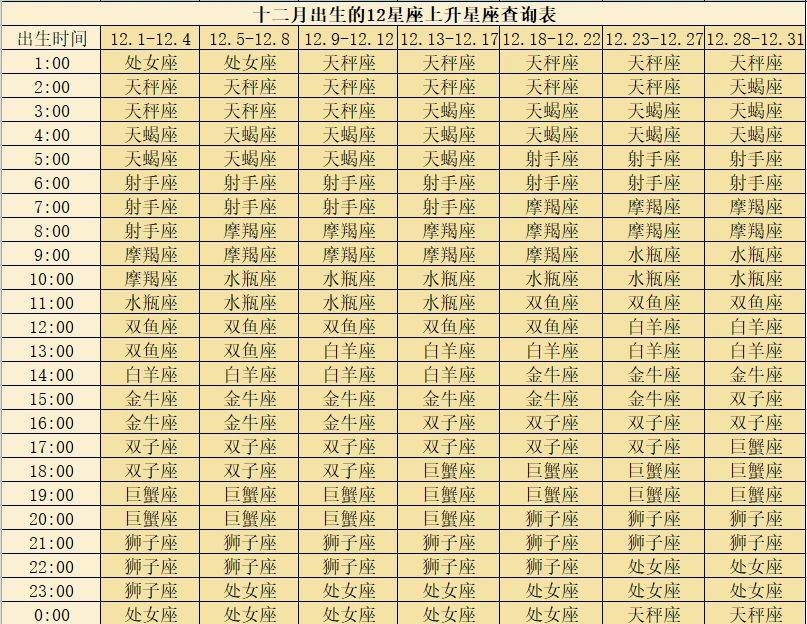 十二月出生的12星座上升星座查询表
出生时间 12.1-12.4 12.5-12.8 12.9-12.12 12.13-12.17 12.18-12.22 12.23-12.27 12.28-12.31
1:00 处女座 处女座 天秤座 天秤座 天秤座 天秤座 天秤座
2:00 天秤座 天秤座 天秤座 天秤座 天秤座 天秤座 天蝎座
3:00 天秤座 天秤座 天秤座 天蝎座 天蝎座 天蝎座 天蝎座
4:00 天蝎座 天蝎座 天蝎座 天蝎座 天蝎座 天蝎座 天蝎座
5:00 天蝎座 天蝎座 天蝎座 天蝎座 射手座 射手座 射手座
6:00 射手座 射手座 射手座 射手座 射手座 射手座 射手座
7:00 射手座 射手座 射手座 射手座 摩羯座 摩羯座 摩羯座
8:00 射手座 摩羯座 摩羯座 摩羯座 摩羯座 摩羯座 摩羯座
9:00 摩羯座 摩羯座 摩羯座 摩羯座 摩羯座 水瓶座 水瓶座
10:00 摩羯座 水瓶座 水瓶座 水瓶座 水瓶座 水瓶座 水瓶座
11:00 水瓶座 水瓶座 水瓶座 水瓶座 双鱼座 双鱼座 双鱼座
12:00 双鱼座 双鱼座 双鱼座 双鱼座 双鱼座 白羊座 白羊座
13:00 双鱼座 双鱼座 白羊座 白羊座 白羊座 白羊座 白羊座
14:00 白羊座 白羊座 白羊座 白羊座 金牛座 金牛座 金牛座
15:00 金牛座 金牛座 金牛座 金牛座 金牛座 金牛座 双子座
16:00 金牛座 金牛座 金牛座 双子座 双子座 双子座 双子座
17:00 双子座 双子座 双子座 双子座 双子座 双子座 巨蟹座
18:00 双子座 双子座 双子座 巨蟹座 巨蟹座 巨蟹座 巨蟹座
19:00 巨蟹座 巨蟹座 巨蟹座 巨蟹座 巨蟹座 巨蟹座 巨蟹座
20:00 巨蟹座 巨蟹座 巨蟹座 巨蟹座 狮子座 狮子座 狮子座
21:00 狮子座 狮子座 狮子座 狮子座 狮子座 狮子座 狮子座
22:00 狮子座 狮子座 狮子座 狮子座 狮子座 处女座 处女座
23:00 狮子座 处女座 处女座 处女座 处女座 处女座 处女座
0:00 处女座 处女座 处女座 处女座 处女座 天秤座 天秤座